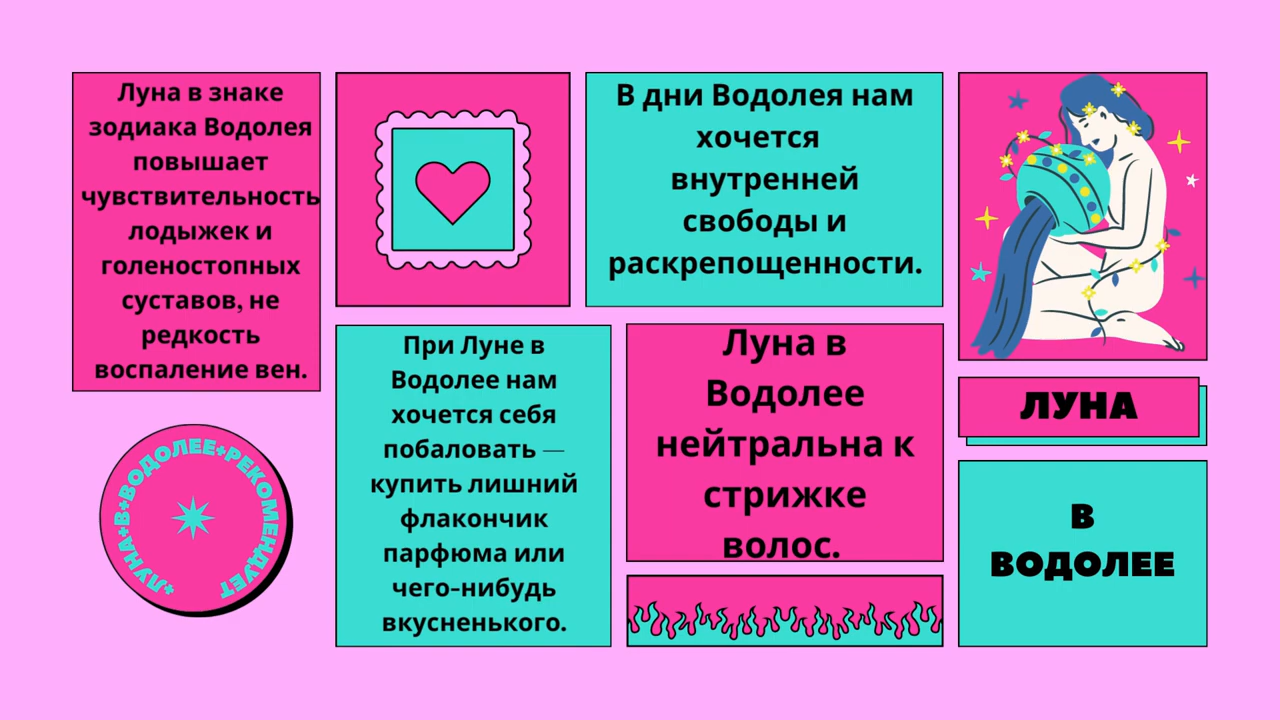 Луна в знаке
зодиака Водолея
повышает
чувствительность
лодыжек и
голеностопных
суставов, не
редкость
воспаление вен.
В дни Водолея нам
хочется
внутренней
свободы и
раскрепощенности.
При Луне в
Водолее нам
хочется себя
побаловать —
купить лишний
флакончик
парфюма или
чего-нибудь
вкусненького.
Луна в
Водолее
нейтральна к
стрижке
волос.
ЛУНА
В
ВОДОЛЕЕ
+ЛУНА+В+ВОДОЛЕЕ+РЕКОМЕНДУЕТ